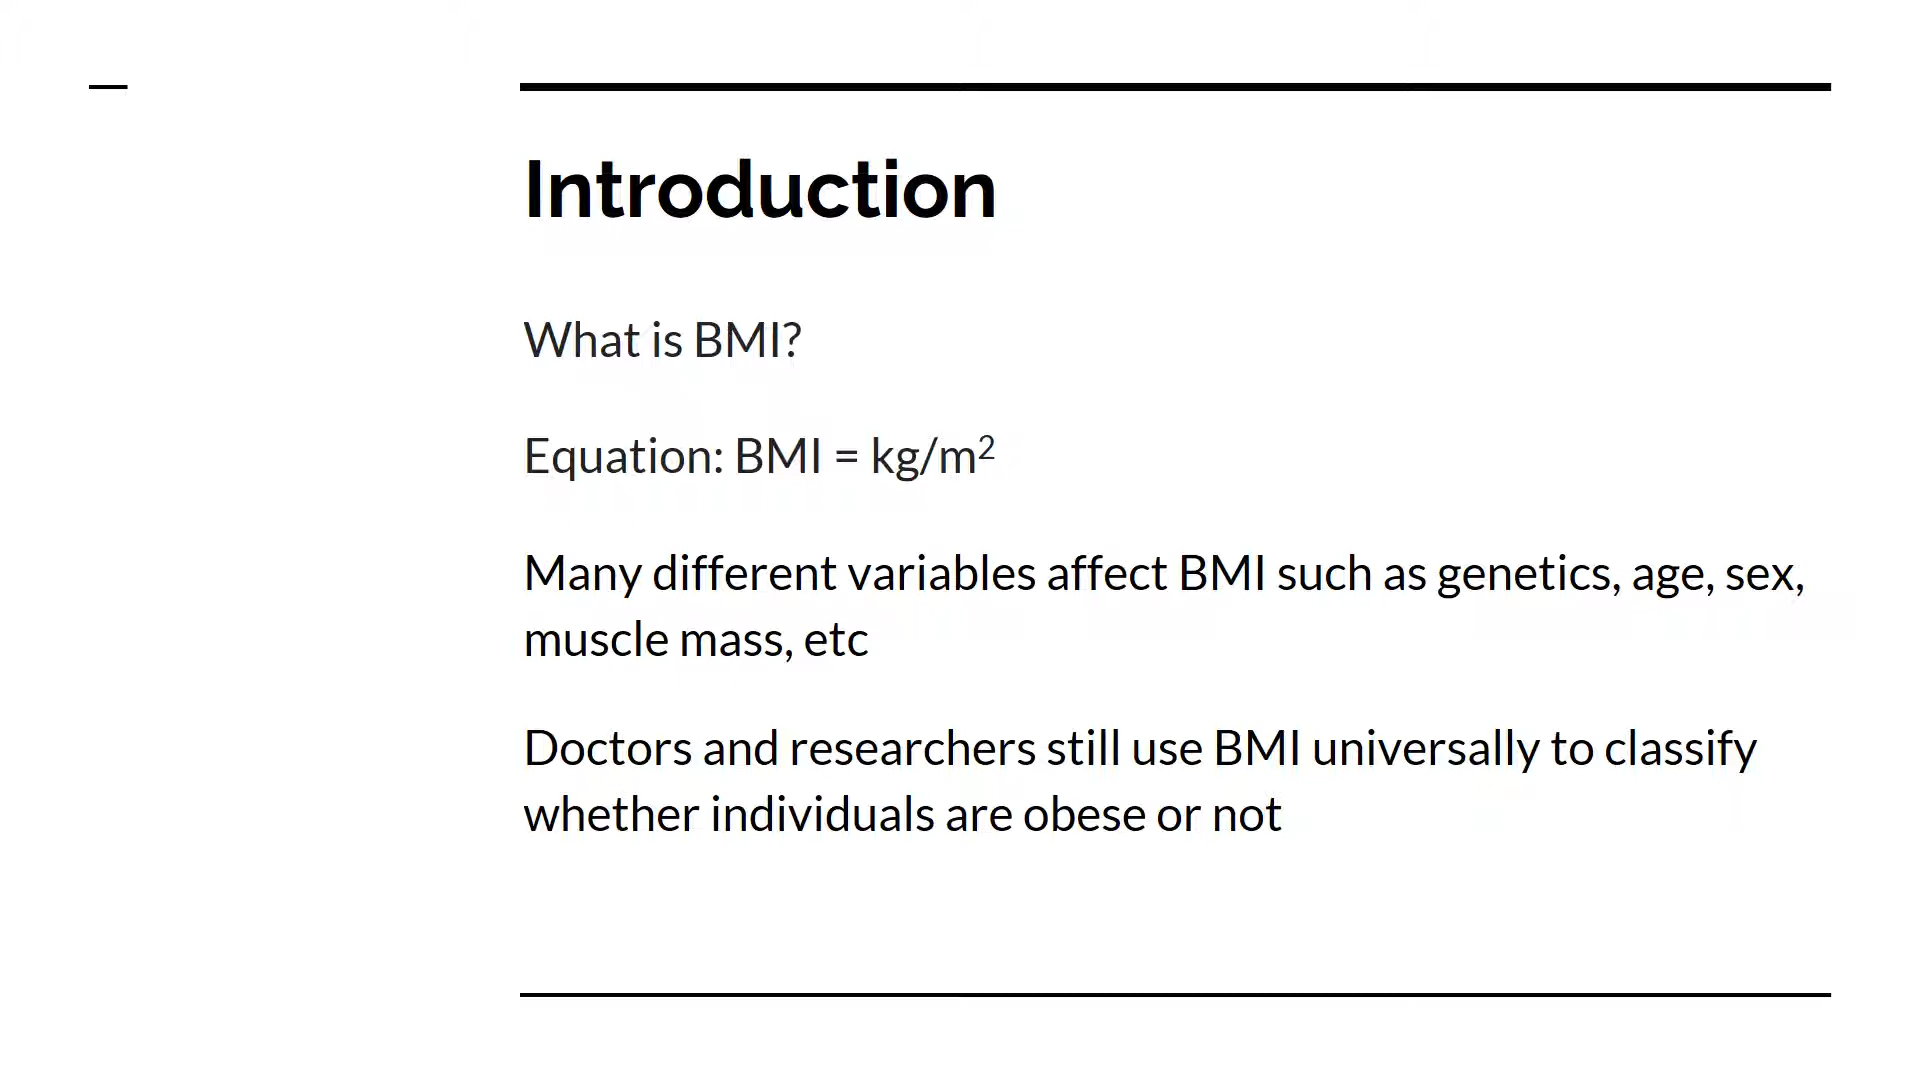 Introduction
What is BMI?
Equation: BMI = kg/m²
Many different variables affect BMI such as genetics, age, sex,
muscle mass, etc
Doctors and researchers still use BMI universally to classify
whether individuals are obese or not